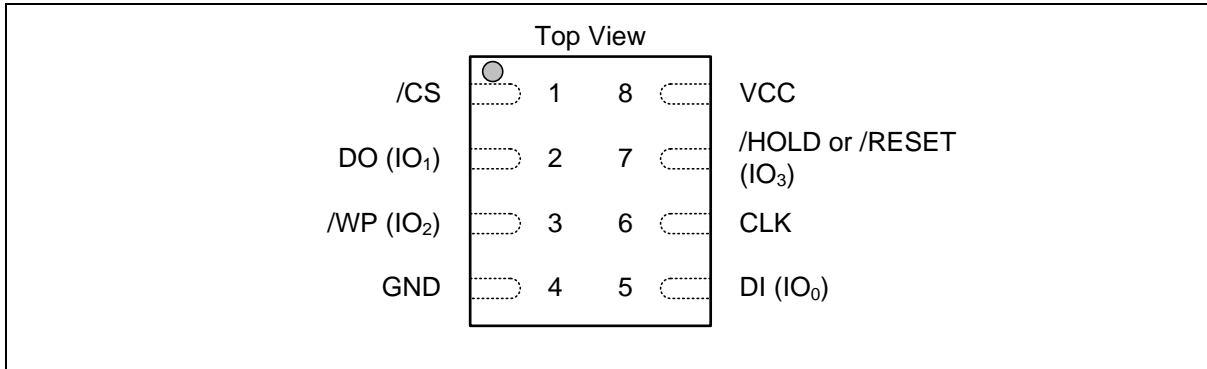 Top View
/CS 1 8 VCC
DO (IO₁) 2 7 /HOLD or /RESET
(IO₃)
/WP (IO₂) 3 6 CLK
GND 4 5 DI (IO₀)